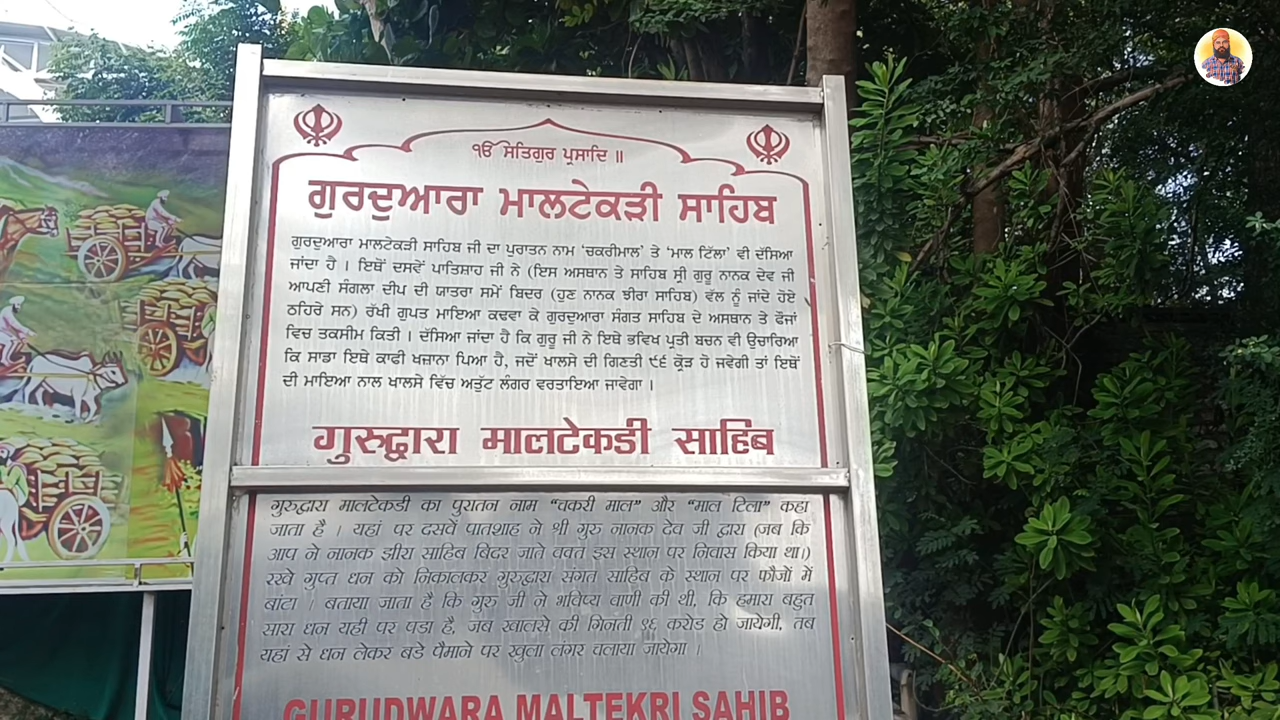 ੴ ਸਤਿਗੁਰ ਪ੍ਰਸਾਦਿ ॥
ਗੁਰਦੁਆਰਾ ਮਾਲਟੇਕੜੀ ਸਾਹਿਬ
ਗੁਰਦੁਆਰਾ ਮਾਲਟੇਕੜੀ ਸਾਹਿਬ ਜੀ ਦਾ ਪੁਰਾਤਨ ਨਾਮ ‘ਚਕਰੀਮਾਲ’ ਤੇ ‘ਮਾਲ ਟਿੱਲਾ’ ਵੀ ਦੱਸਿਆ
ਜਾਂਦਾ ਹੈ । ਇਥੋਂ ਦਸਵੇਂ ਪਾਤਿਸ਼ਾਹ ਜੀ ਨੇ (ਇਸ ਅਸਥਾਨ ਤੇ ਸਾਹਿਬ ਸ੍ਰੀ ਗੁਰੂ ਨਾਨਕ ਦੇਵ ਜੀ
ਆਪਣੀ ਸੰਗਲਾ ਦੀਪ ਦੀ ਯਾਤਰਾ ਸਮੇਂ ਬਿਦਰ (ਹੁਣ ਨਾਨਕ ਝੀਰਾ ਸਾਹਿਬ) ਵੱਲ ਨੂੰ ਜਾਂਦੇ ਹੋਏ
ਠਹਿਰੇ ਸਨ) ਰੱਖੀ ਗੁਪਤ ਮਾਇਆ ਕਢਵਾ ਕੇ ਗੁਰਦੁਆਰਾ ਸੰਗਤ ਸਾਹਿਬ ਦੇ ਅਸਥਾਨ ਤੇ ਫੌਜਾਂ
ਵਿਚ ਤਕਸੀਮ ਕਿਤੀ । ਦੱਸਿਆ ਜਾਂਦਾ ਹੈ ਕਿ ਗੁਰੂ ਜੀ ਨੇ ਇਥੇ ਭਵਿਖ ਪ੍ਰਤੀ ਬਚਨ ਵੀ ਉਚਾਰਿਆ
ਕਿ ਸਾਡਾ ਇਥੇ ਕਾਫੀ ਖਜ਼ਾਨਾ ਪਿਆ ਹੈ, ਜਦੋਂ ਖਾਲਸੇ ਦੀ ਗਿਣਤੀ ੯੬ ਕ੍ਰੋੜ ਹੋ ਜਵੇਗੀ ਤਾਂ ਇਥੋਂ
ਦੀ ਮਾਇਆ ਨਾਲ ਖਾਲਸੇ ਵਿੱਚ ਅਤੁੱਟ ਲੰਗਰ ਵਰਤਾਇਆ ਜਾਵੇਗਾ ।
गुरुद्वारा मालटेकडी साहिब
गुरुद्वारा मालटेकडी का पुरातन नाम “चकरी माल” और “माल टिला” कहा
जाता है । यहां पर दसवें पातशाह ने श्री गुरु नानक देव जी द्वारा (जब कि
आप ने नानक झीरा साहिब बिदर जाते वक्त इस स्थान पर निवास किया था।)
रखे गुप्त धन को निकालकर गुरुद्वारा संगत साहिब के स्थान पर फौजों में
बांटा । बताया जाता है कि गुरु जी ने भविष्य वाणी की थी, कि हमारा बहुत
सारा धन यही पर पड़ा है, जब खालसे की गिनती ९६ करोड हो जायेगी, तब
यहां से धन लेकर बडे पैमाने पर खुला लंगर चलाया जायेगा ।
GURUDWARA MALTEKRI SAHIB